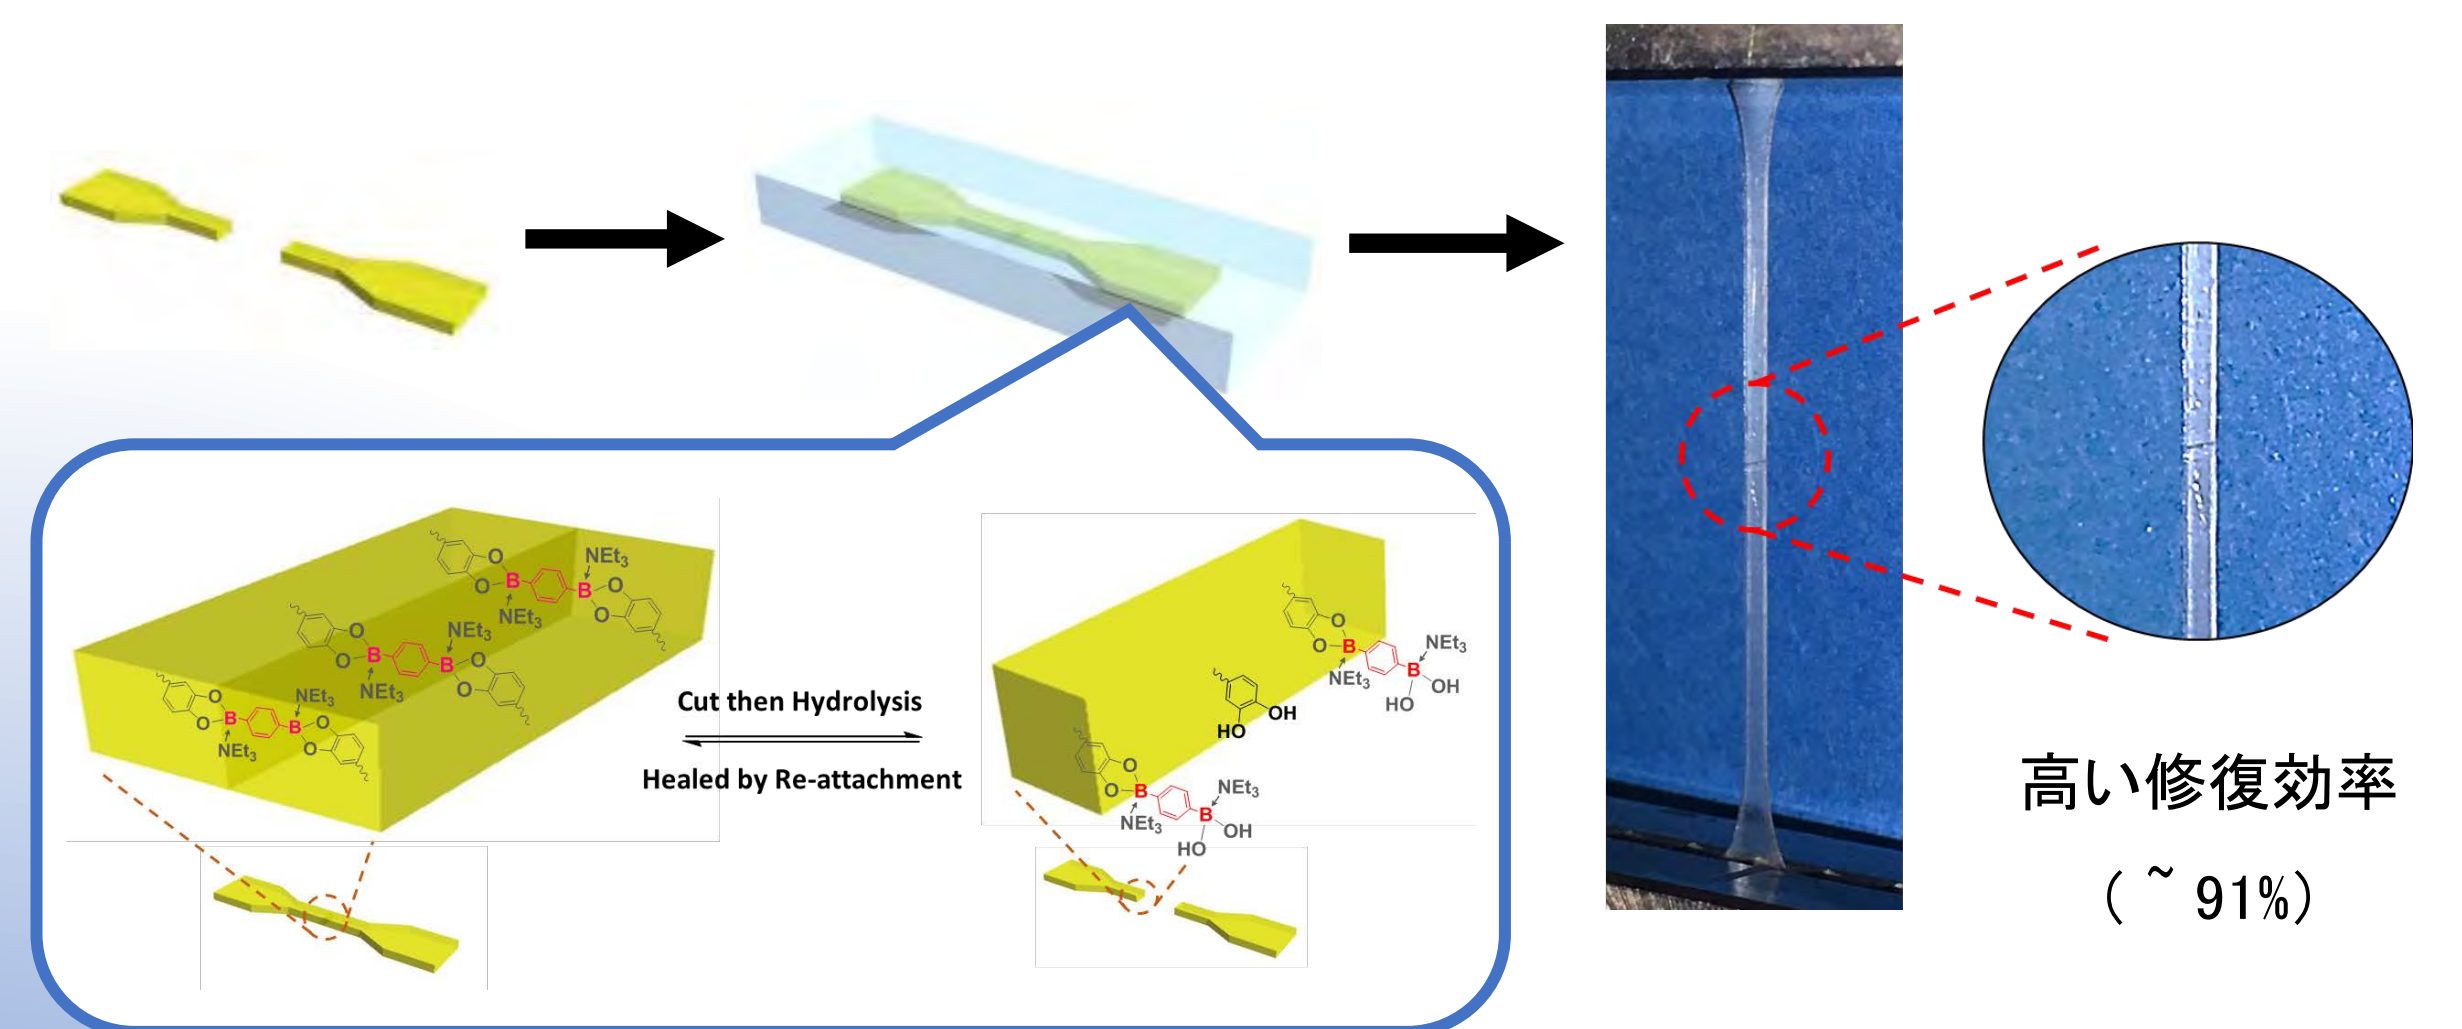 O
O
B
NEt3
B
NEt3
O
O
O
O
B
NEt3
B
NEt3
O
O
O
O
B
NEt3
B
NEt3
O
O
Cut then Hydrolysis
Healed by Re-attachment
O
O
B
NEt3
B
NEt3
OH
HO
OH
HO
O
O
B
NEt3
B
NEt3
OH
HO
高い修復効率
(~91%)